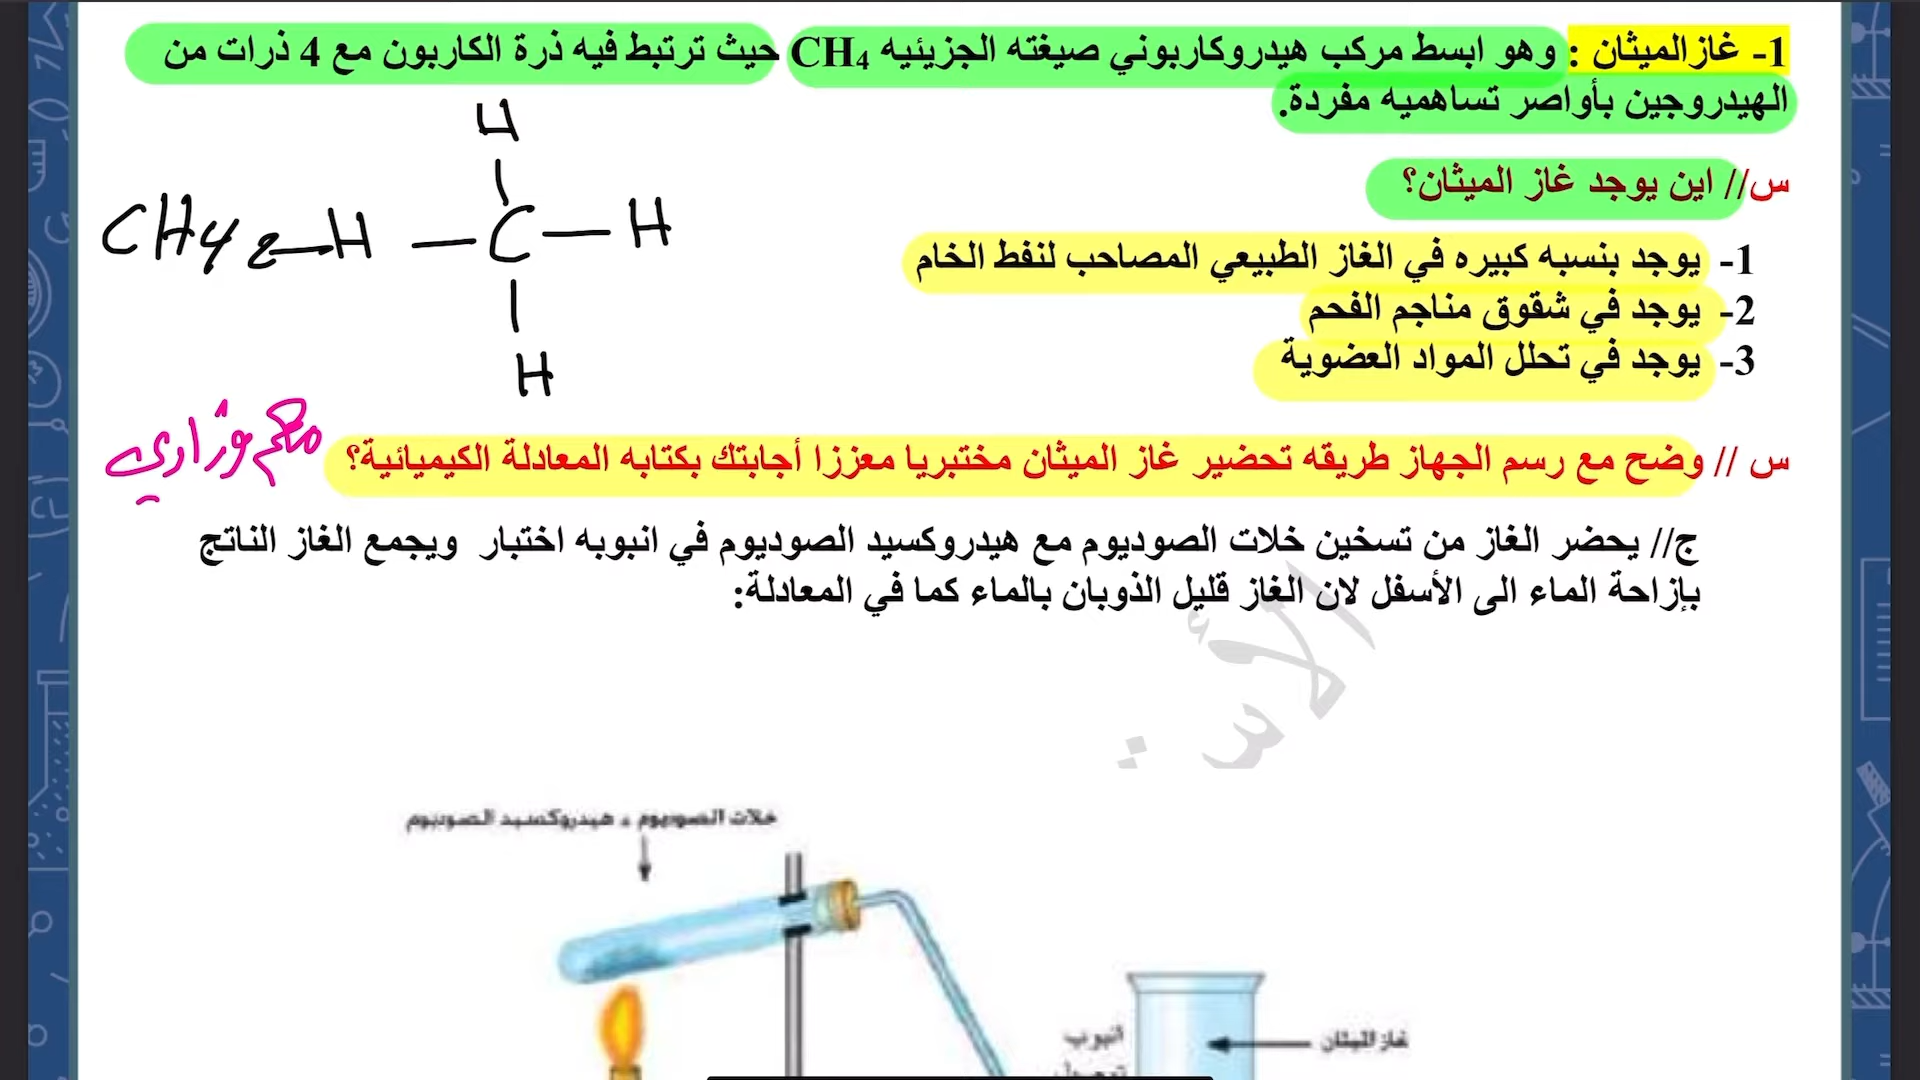 1- غاز الميثان : وهو ابسط مركب هيدروكاربوني صيغته الجزيئيه CH4 حيث ترتبط فيه ذرة الكاربون مع 4 ذرات من
الهيدروجين بأواصر تساهميه مفردة.
H
س// اين يوجد غاز الميثان؟
CH4 = H - C - H
1- يوجد بنسبه كبيره في الغاز الطبيعي المصاحب لنفط الخام
2- يوجد في شقوق مناجم الفحم
3- يوجد في تحلل المواد العضوية
H
س // وضح مع رسم الجهاز طريقه تحضير غاز الميثان مختبريا معززا أجابتك بكتابه المعادلة الكيميائية؟ مهم وزاري
ج// يحضر الغاز من تسخين خلات الصوديوم مع هيدروكسيد الصوديوم في انبوبه اختبار ويجمع الغاز الناتج
بإزاحة الماء الى الأسفل لان الغاز قليل الذوبان بالماء كما في المعادلة:
الأس
خلات الصوديوم + هيدروكسيد الصوديوم
انبوب
غاز الميثان